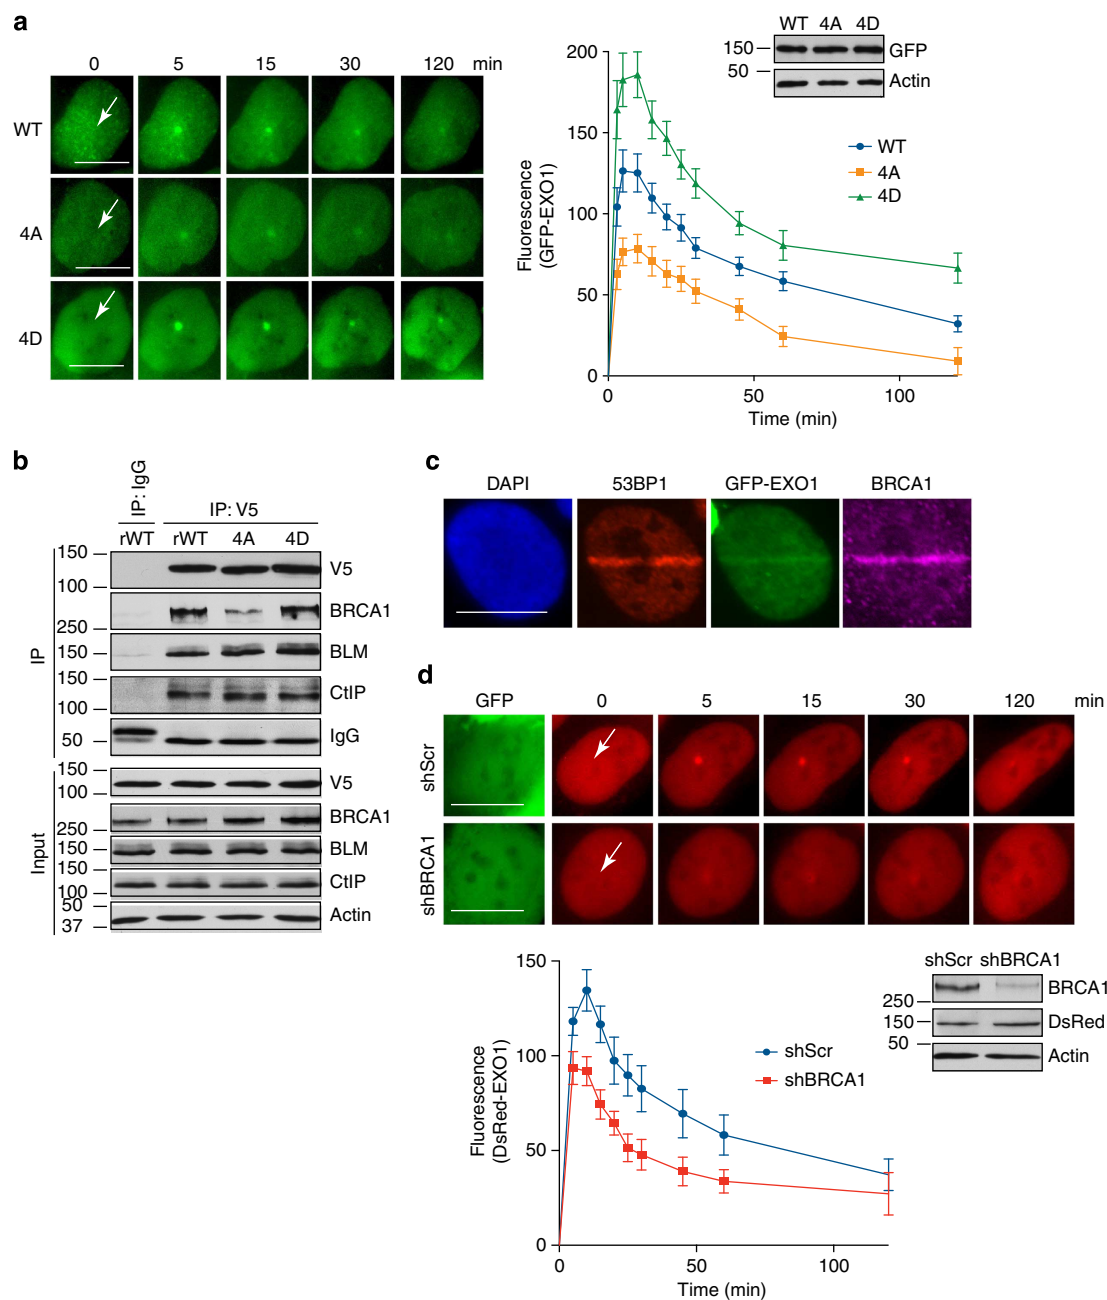 a
0 5 15 30 120 min
WT
4A
4D
WT 4A 4D
150
GFP
50
Actin
200
150
100
50
0
Fluorescence
(GFP-EXO1)
WT
4A
4D
0 50 100
Time (min)
b
IP: IgG
IP: V5
rWT rWT 4A 4D
IP
150
V5
100
BRCA1
250
150
BLM
150
CtIP
100
IgG
50
Input
150
V5
100
BRCA1
250
150
BLM
150
CtIP
100
50
Actin
37
c
DAPI 53BP1 GFP-EXO1 BRCA1
d
GFP 0 5 15 30 120 min
shScr
shBRCA1
150
100
50
0
Fluorescence
(DsRed-EXO1)
shScr
shBRCA1
0 50 100
Time (min)
shScr shBRCA1
BRCA1
250
150
DsRed
50
Actin